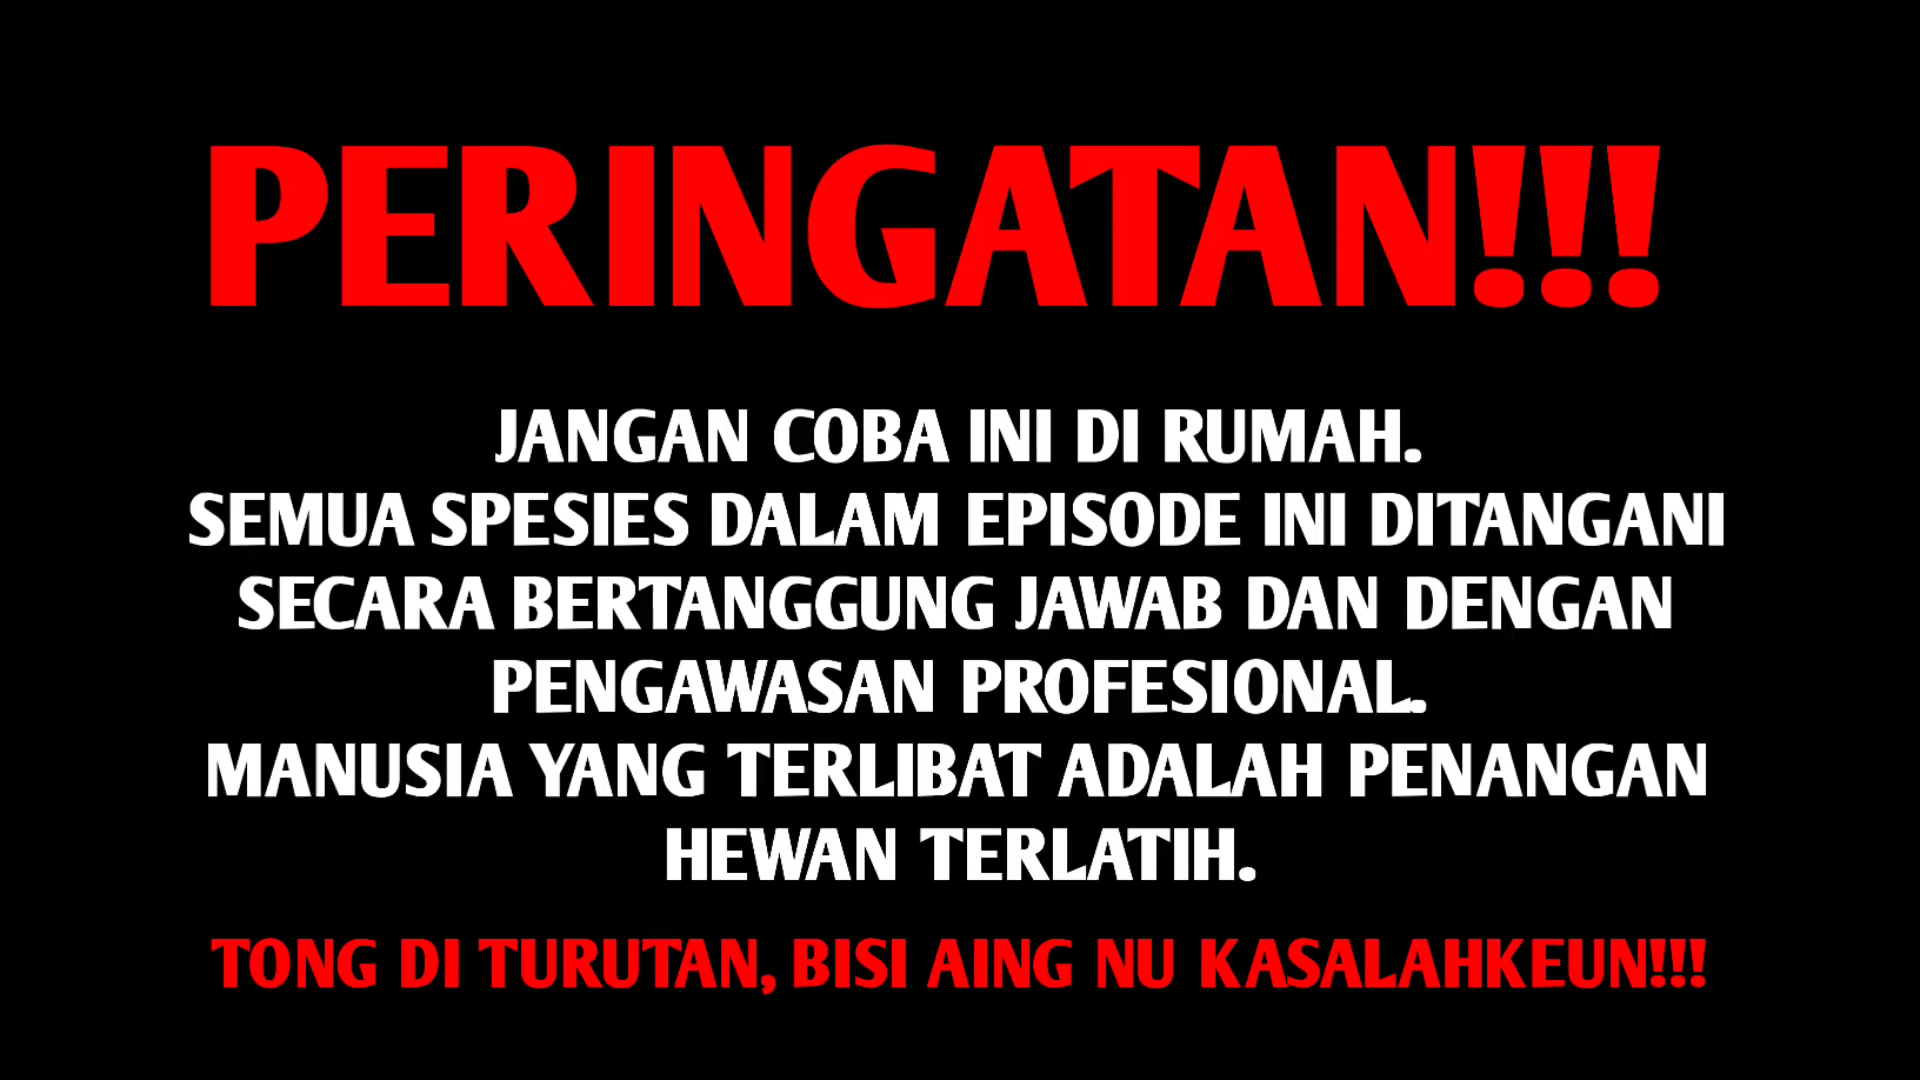 PERINGATAN!!!
JANGAN COBA INI DI RUMAH.
SEMUA SPESIES DALAM EPISODE INI DITANGANI
SECARA BERTANGGUNG JAWAB DAN DENGAN
PENGAWASAN PROFESIONAL.
MANUSIA YANG TERLIBAT ADALAH PENANGAN
HEWAN TERLATIH.
TONG DI TURUTAN, BISI AING NU KASALAHKEUN!!!